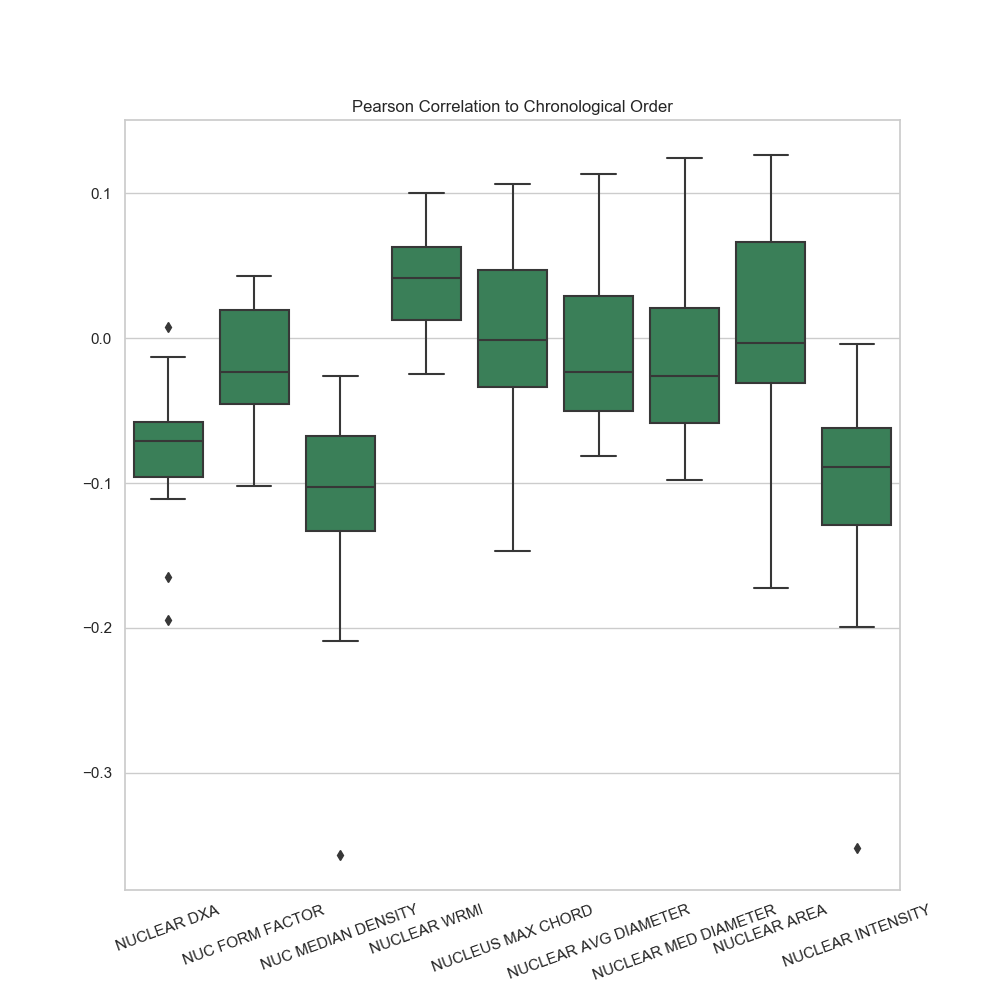 Pearson Correlation to Chronological Order
0.1
0.0
−0.1
−0.2
−0.3
NUCLEAR DXA
NUC FORM FACTOR
NUC MEDIAN DENSITY
NUCLEAR WRMI
NUCLEUS MAX CHORD
NUCLEAR AVG DIAMETER
NUCLEAR MED DIAMETER
NUCLEAR AREA
NUCLEAR INTENSITY